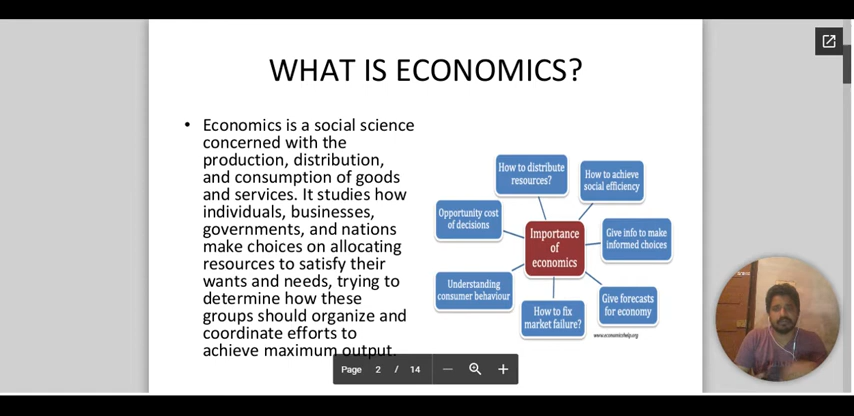 WHAT IS ECONOMICS?
• Economics is a social science
concerned with the
production, distribution,
and consumption of goods
and services. It studies how
individuals, businesses,
governments, and nations
make choices on allocating
resources to satisfy their
wants and needs, trying to
determine how these
groups should organize and
coordinate efforts to
achieve maximum output.
How to distribute
resources?
How to achieve
social efficiency
Opportunity cost
of decisions
Importance
of
economics
Give info to make
informed choices
Understanding
consumer behaviour
Give forecasts
for economy
How to fix
market failure?
www.economicshelp.org
Page 2 / 14